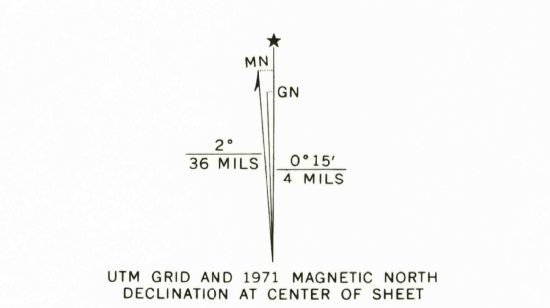 ★
MN
GN
2°
36 MILS
0°15′
4 MILS
UTM GRID AND 1971 MAGNETIC NORTH
DECLINATION AT CENTER OF SHEET